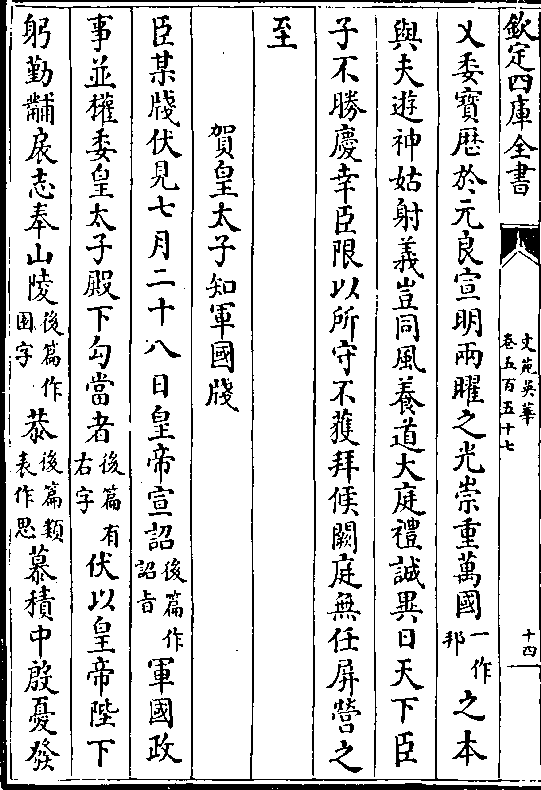 欽定四庫全書
文苑英華
卷五百五十七
十四
乂委寶歴於元良宣明兩曜之光崇重萬國一作邦之本
與夫遊神姑射義豈同風養道大庭禮誠異日天下臣
子不勝慶幸臣限以所守不獲拜候闕庭無任屏營之
至
賀皇太子知軍國牋
臣某牋伏見七月二十八日皇帝宣詔後篇作詔旨軍國政
事並權委皇太子殿下勾當者後篇有右字伏以皇帝陛下
躬勤黼扆志奉山陵後篇作園字恭後篇類表作思慕積中殷憂發